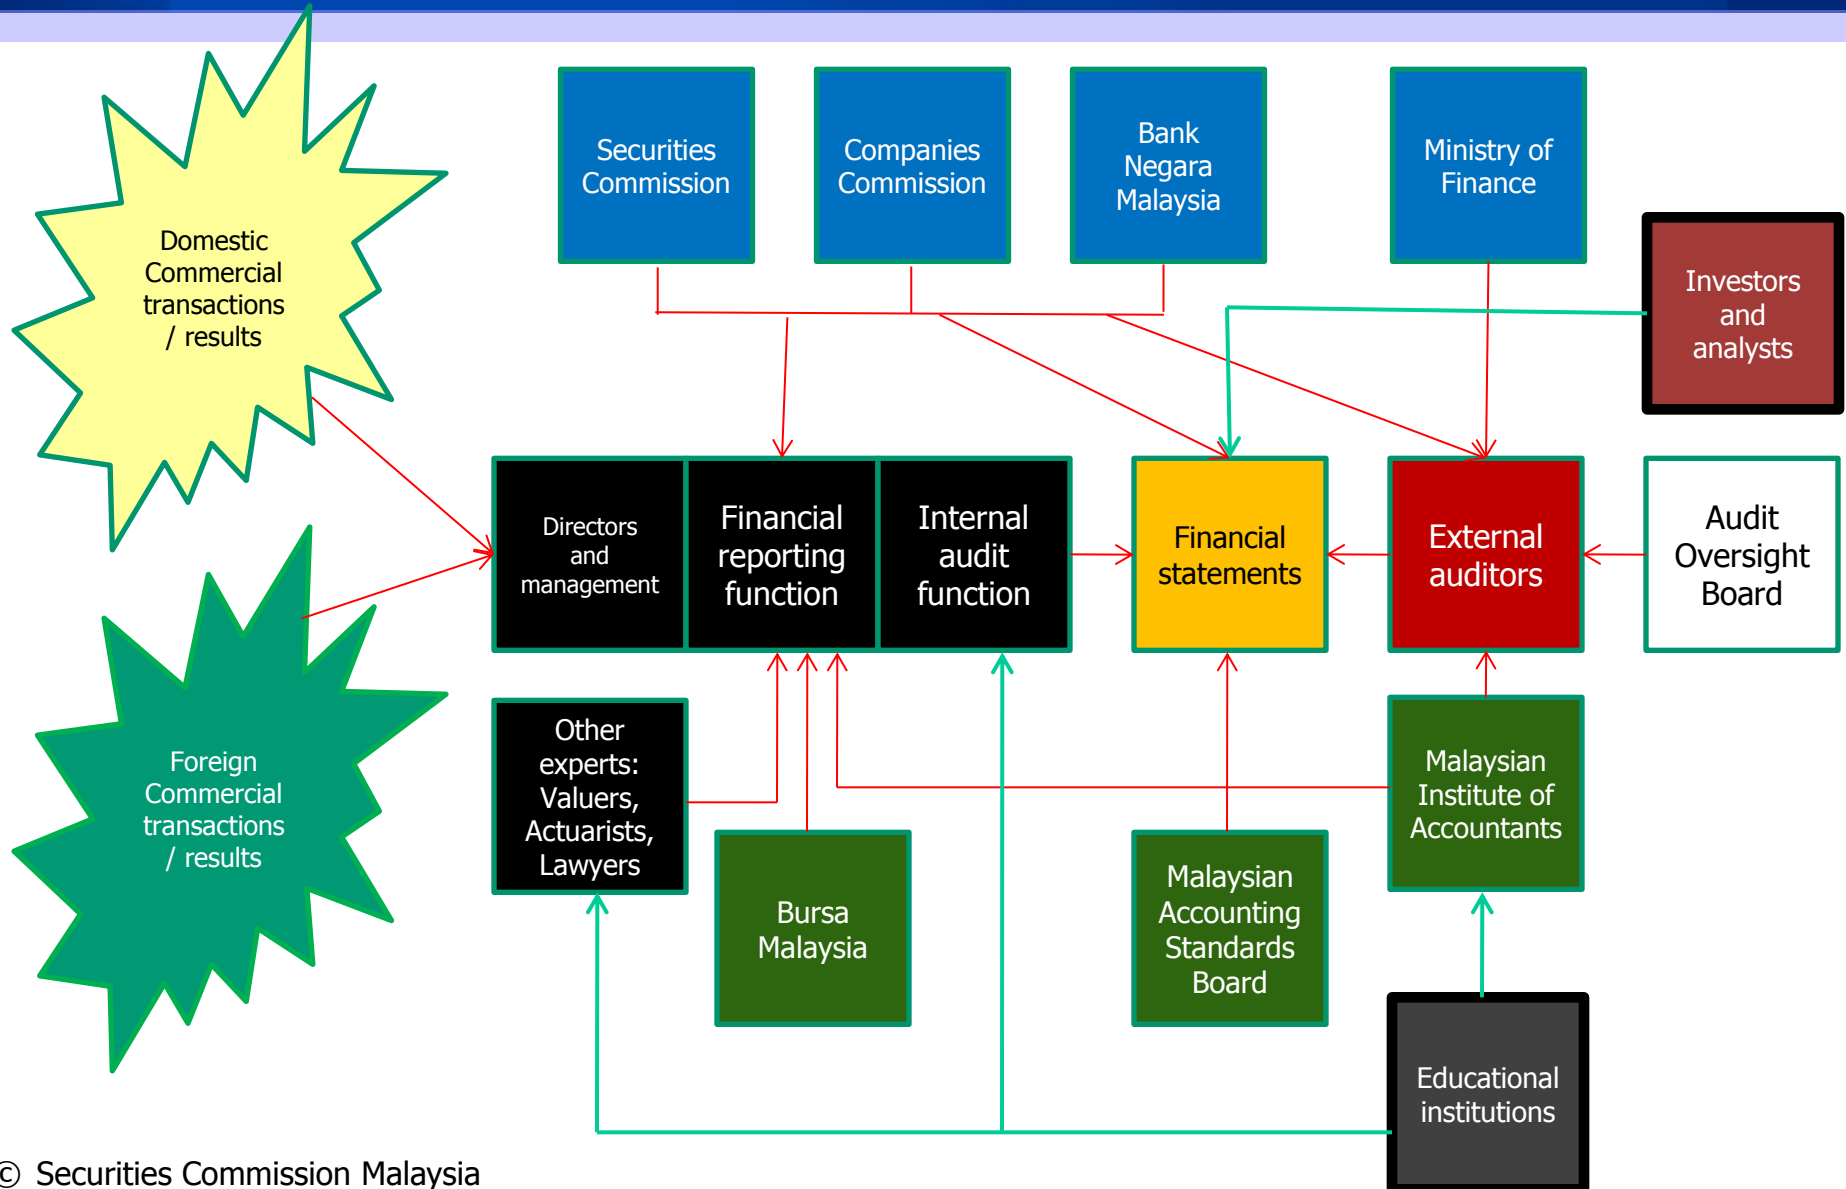 Securities
Commission
Companies
Commission
Bank
Negara
Malaysia
Ministry of
Finance
Domestic
Commercial
transactions
/ results
Investors
and
analysts
Directors
and
management
Financial
reporting
function
Internal
audit
function
Financial
statements
External
auditors
Audit
Oversight
Board
Foreign
Commercial
transactions
/ results
Other
experts:
Valuers,
Actuarists,
Lawyers
Bursa
Malaysia
Malaysian
Accounting
Standards
Board
Malaysian
Institute of
Accountants
Educational
institutions
© Securities Commission Malaysia